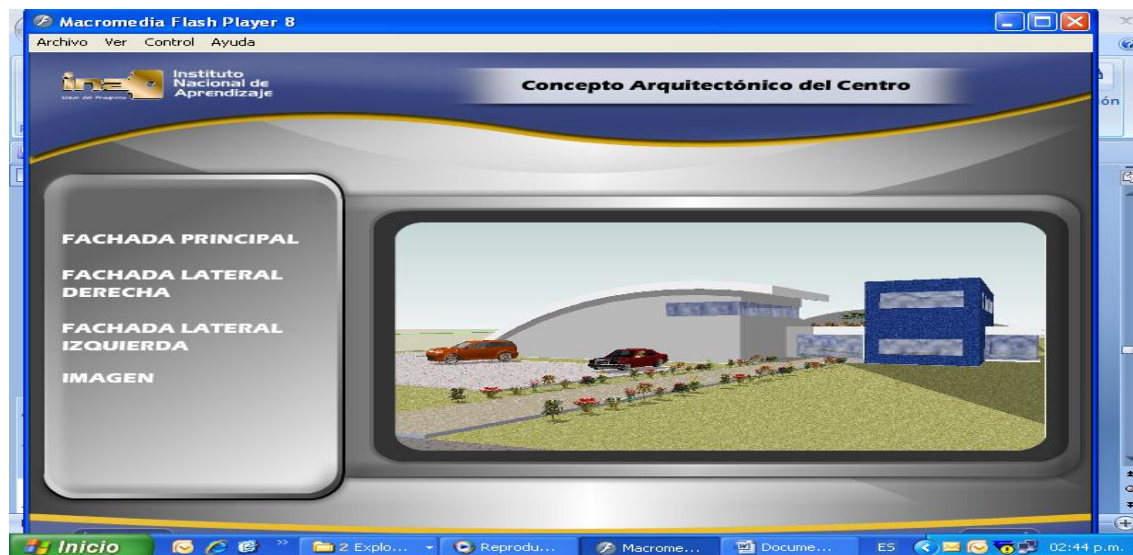 Macromedia Flash Player 8
Archivo Ver Control Ayuda
ina
Instituto
Nacional de
Aprendizaje
Concepto Arquitectónico del Centro
FACHADA PRINCIPAL
FACHADA LATERAL
DERECHA
FACHADA LATERAL
IZQUIERDA
IMAGEN
Inicio
2 Explo...
Reprodu...
Macrome...
Docume...
ES
02:44 p.m.